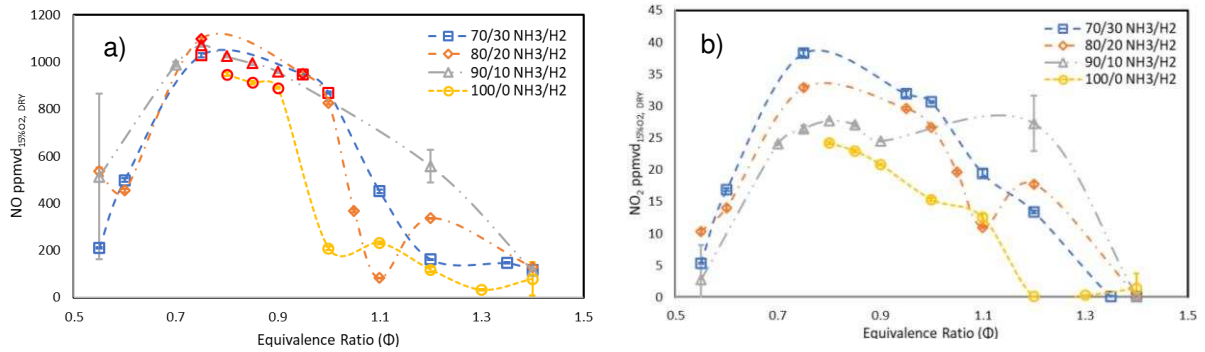 a)
1200
1000
800
600
400
200
0
NO ppmvd15%O2, DRY
70/30 NH3/H2
80/20 NH3/H2
90/10 NH3/H2
100/0 NH3/H2
0.5 0.7 0.9 1.1 1.3 1.5
Equivalence Ratio (Φ)
b)
45
40
35
30
25
20
15
10
5
0
NO2 ppmvd15%O2, DRY
70/30 NH3/H2
80/20 NH3/H2
90/10 NH3/H2
100/0 NH3/H2
0.5 0.7 0.9 1.1 1.3 1.5
Equivalence Ratio (Φ)